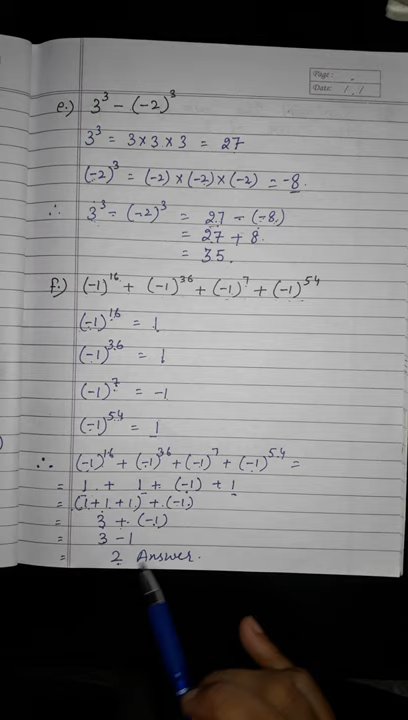 Page: .
Date: / /
e.) 3³ - (-2)³
3³ = 3 × 3 × 3 = 27
(-2)³ = (-2) × (-2) × (-2) = -8.
∴ 3³ - (-2)³ = 27 - (-8)
= 27 + 8.
= 35.
f.) (-1)¹⁶ + (-1)³⁶ + (-1)⁷ + (-1)⁵⁴
(-1)¹⁶ = 1
(-1)³⁶ = 1
(-1)⁷ = -1
(-1)⁵⁴ = 1
∴ (-1)¹⁶ + (-1)³⁶ + (-1)⁷ + (-1)⁵⁴ =
= 1 + 1 + (-1) + 1
= (1+1+1) + (-1)
= 3 + (-1)
= 3 - 1
= 2 Answer.